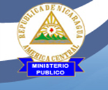 REPUBLICA DE NICARAGUA
AMERICA CENTRAL
MINISTERIO
PUBLICO